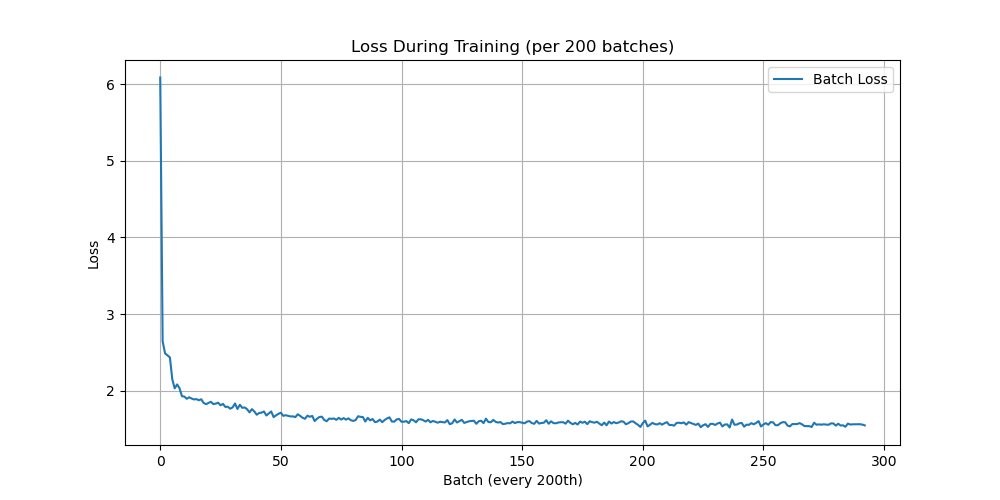 Loss During Training (per 200 batches)
Batch Loss
Loss
6
5
4
3
2
0 50 100 150 200 250 300
Batch (every 200th)